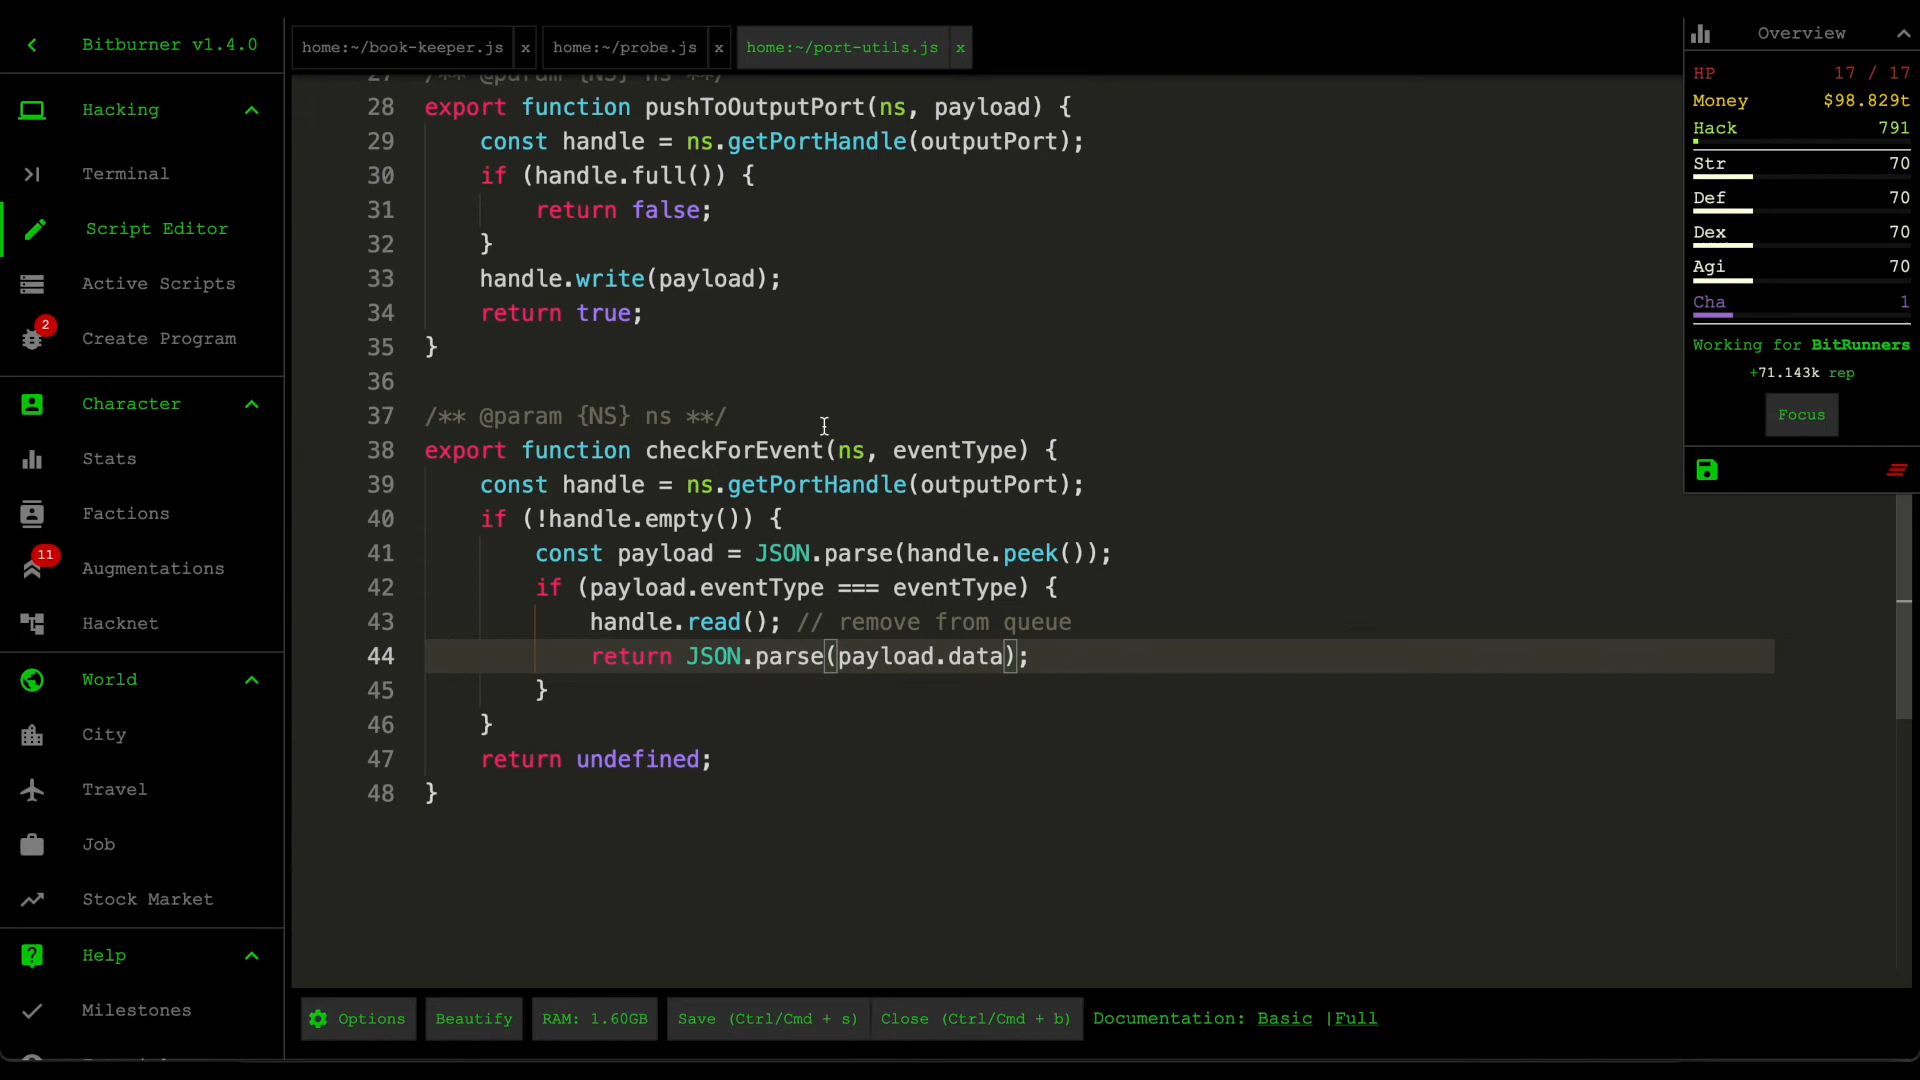 Bitburner v1.4.0
Hacking
Terminal
Script Editor
Active Scripts
2
Create Program
Character
Stats
Factions
11
Augmentations
Hacknet
World
City
Travel
Job
Stock Market
Help
Milestones
home:~/book-keeper.js x
home:~/probe.js x
home:~/port-utils.js x
27 /** @param {NS} ns **/
28 export function pushToOutputPort(ns, payload) {
29 const handle = ns.getPortHandle(outputPort);
30 if (handle.full()) {
31 return false;
32 }
33 handle.write(payload);
34 return true;
35 }
36
37 /** @param {NS} ns **/
38 export function checkForEvent(ns, eventType) {
39 const handle = ns.getPortHandle(outputPort);
40 if (!handle.empty()) {
41 const payload = JSON.parse(handle.peek());
42 if (payload.eventType === eventType) {
43 handle.read(); // remove from queue
44 return JSON.parse(payload.data);
45 }
46 }
47 return undefined;
48 }
Options
Beautify
RAM: 1.60GB
Save (Ctrl/Cmd + s)
Close (Ctrl/Cmd + b)
Documentation: Basic |Full
Overview
HP 17 / 17
Money $98.829t
Hack 791
Str 70
Def 70
Dex 70
Agi 70
Cha 1
Working for BitRunners
+71.143k rep
Focus